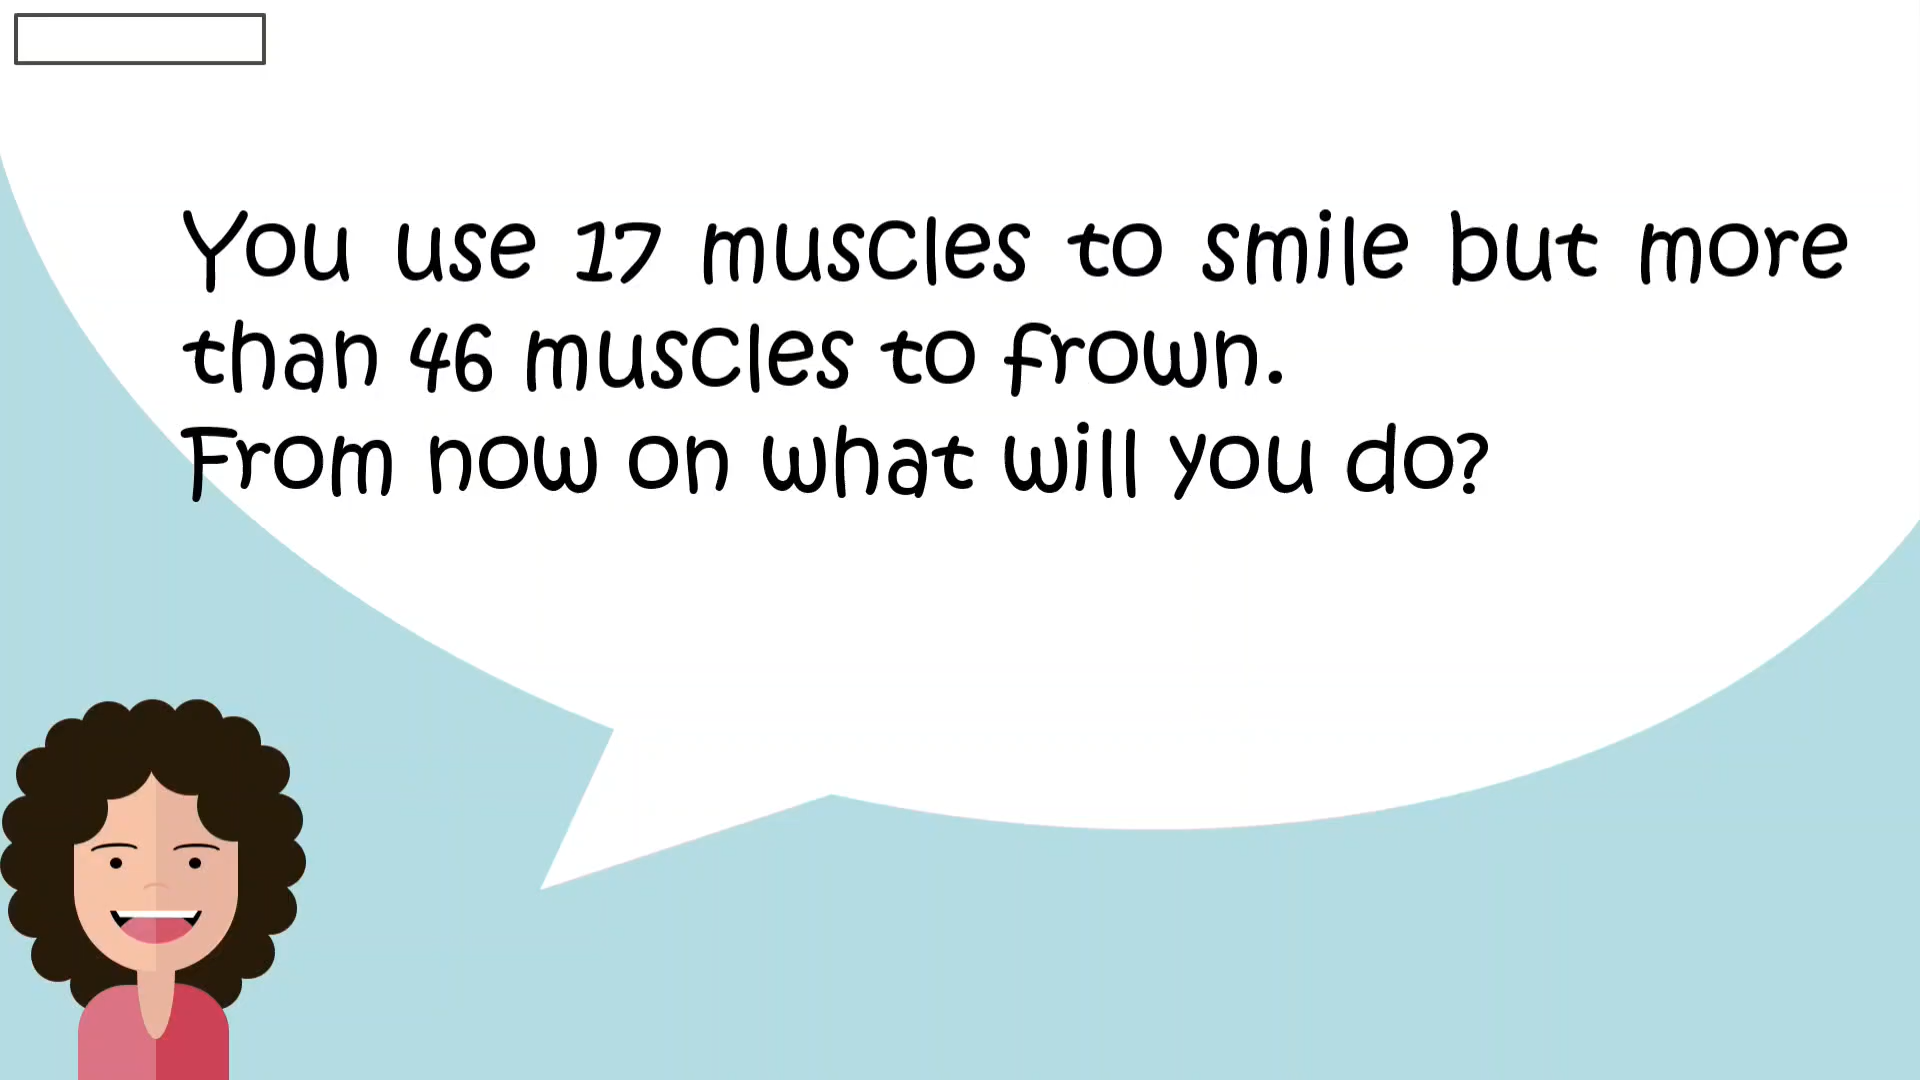 You use 17 muscles to smile but more
than 46 muscles to frown.
From now on what will you do?